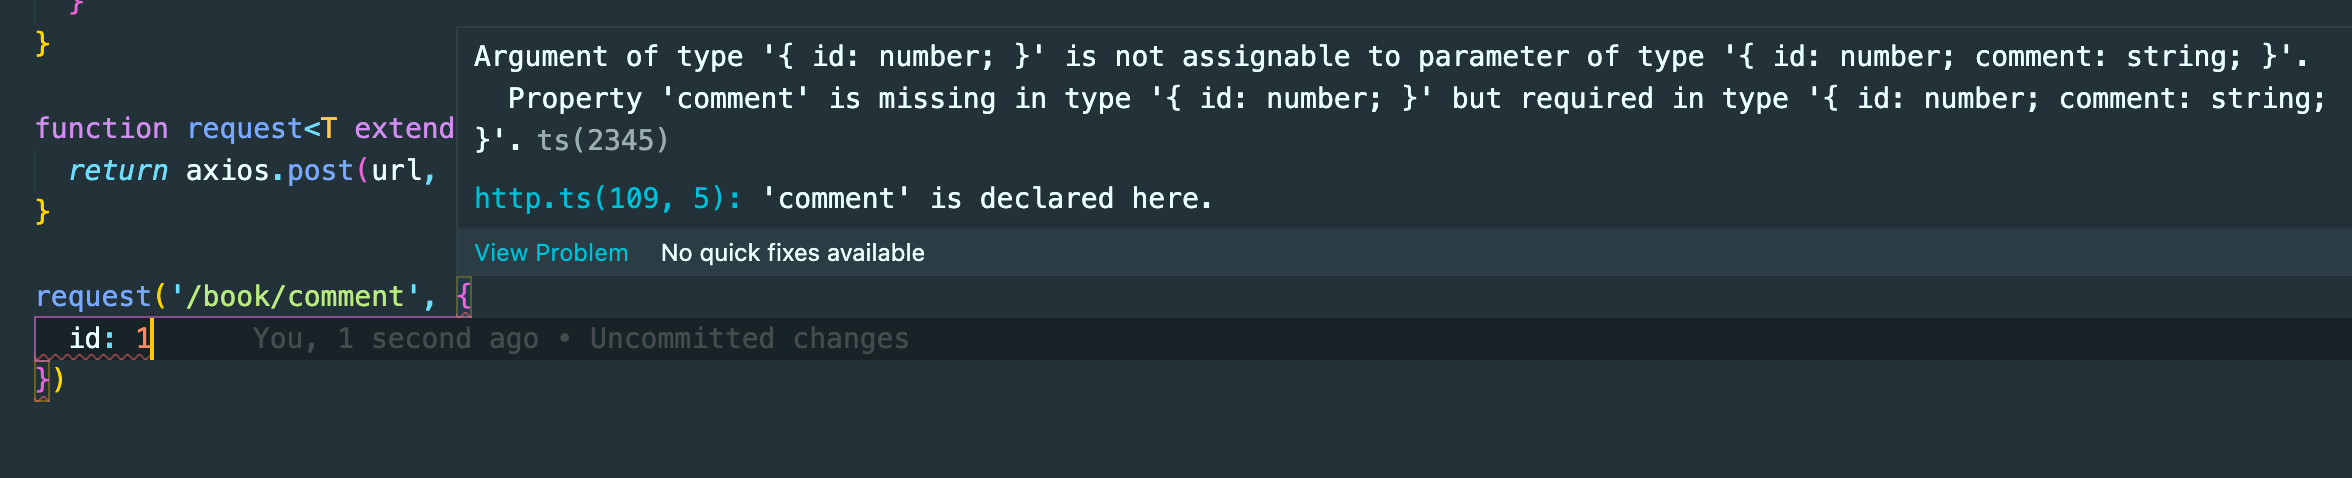 }
}
Argument of type '{ id: number; }' is not assignable to parameter of type '{ id: number; comment: string; }'.
Property 'comment' is missing in type '{ id: number; }' but required in type '{ id: number; comment: string;
}'. ts(2345)
http.ts(109, 5): 'comment' is declared here.
View Problem No quick fixes available
function request<T extend
return axios.post(url,
}
request('/book/comment', {
id: 1 You, 1 second ago • Uncommitted changes
})